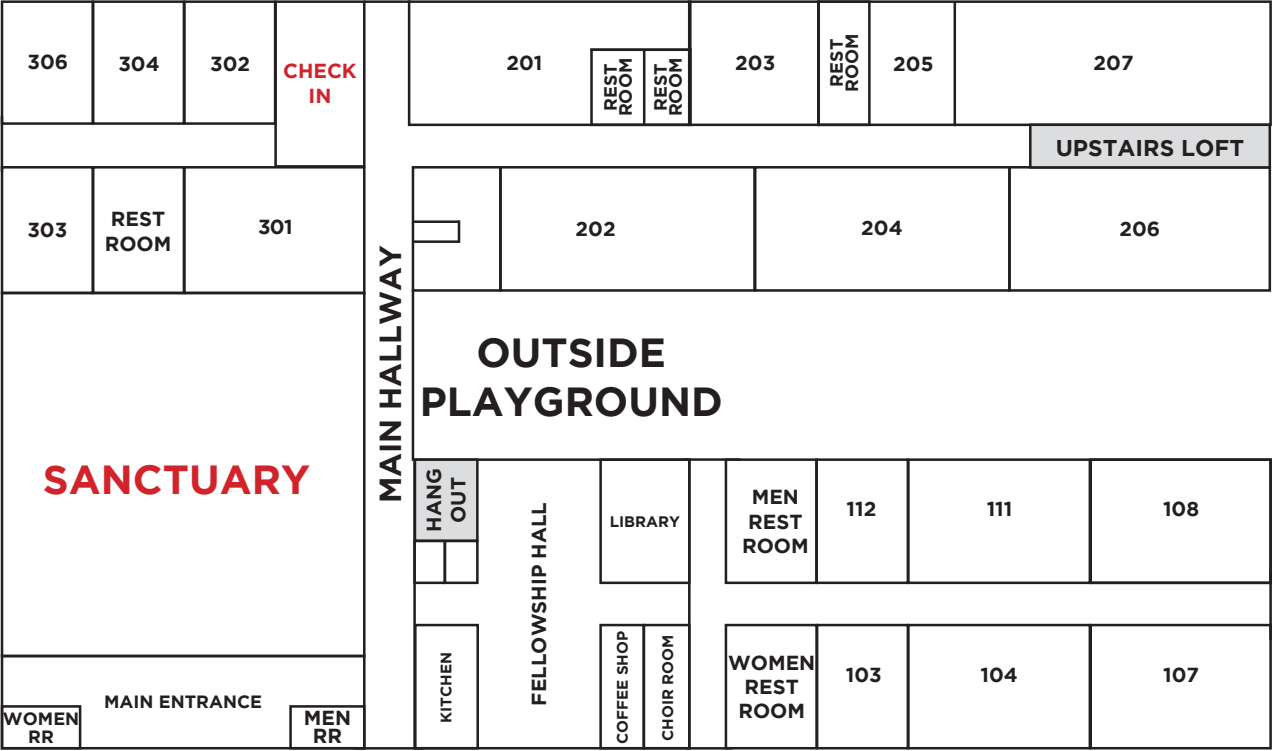 306
304
302
CHECK
IN
201
REST
ROOM
REST
ROOM
203
REST
ROOM
205
207
UPSTAIRS LOFT
303
REST
ROOM
301
202
204
206
MAIN HALLWAY
OUTSIDE
PLAYGROUND
SANCTUARY
HANG
OUT
FELLOWSHIP HALL
LIBRARY
MEN
REST
ROOM
112
111
108
MAIN ENTRANCE
WOMEN
RR
MEN
RR
KITCHEN
COFFEE SHOP
CHOIR ROOM
WOMEN
REST
ROOM
103
104
107